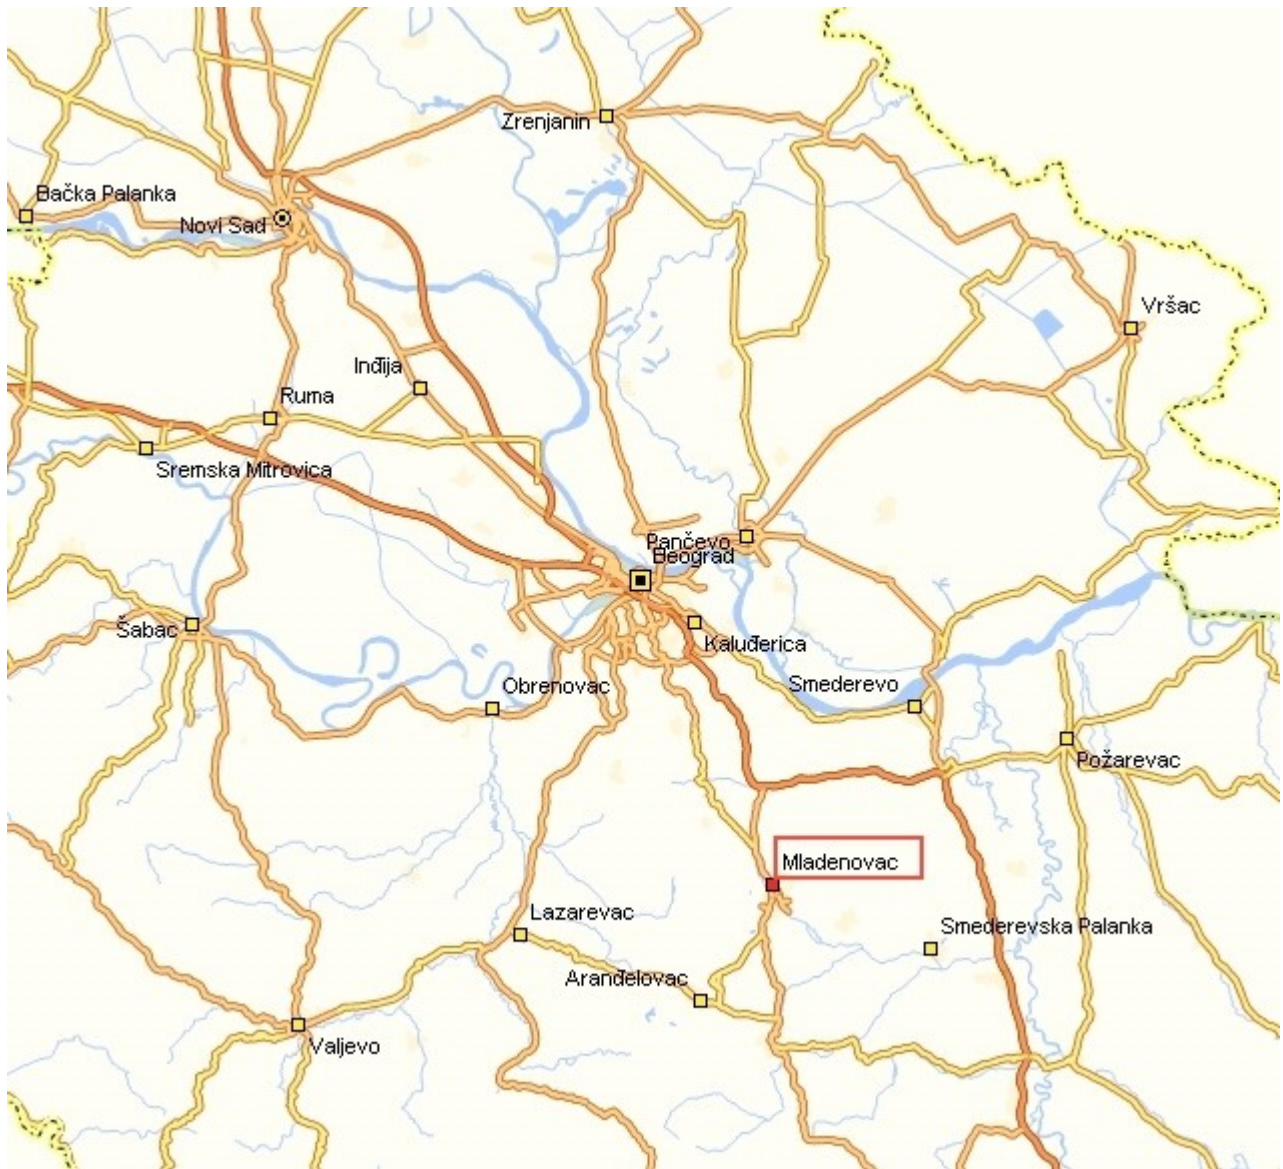 Zrenjanin
Bačka Palanka
Novi Sad
Vršac
Inđija
Ruma
Sremska Mitrovica
Pančevo
Beograd
Šabac
Kaluđerica
Obrenovac
Smederevo
Požarevac
Mladenovac
Lazarevac
Smederevska Palanka
Aranđelovac
Valjevo